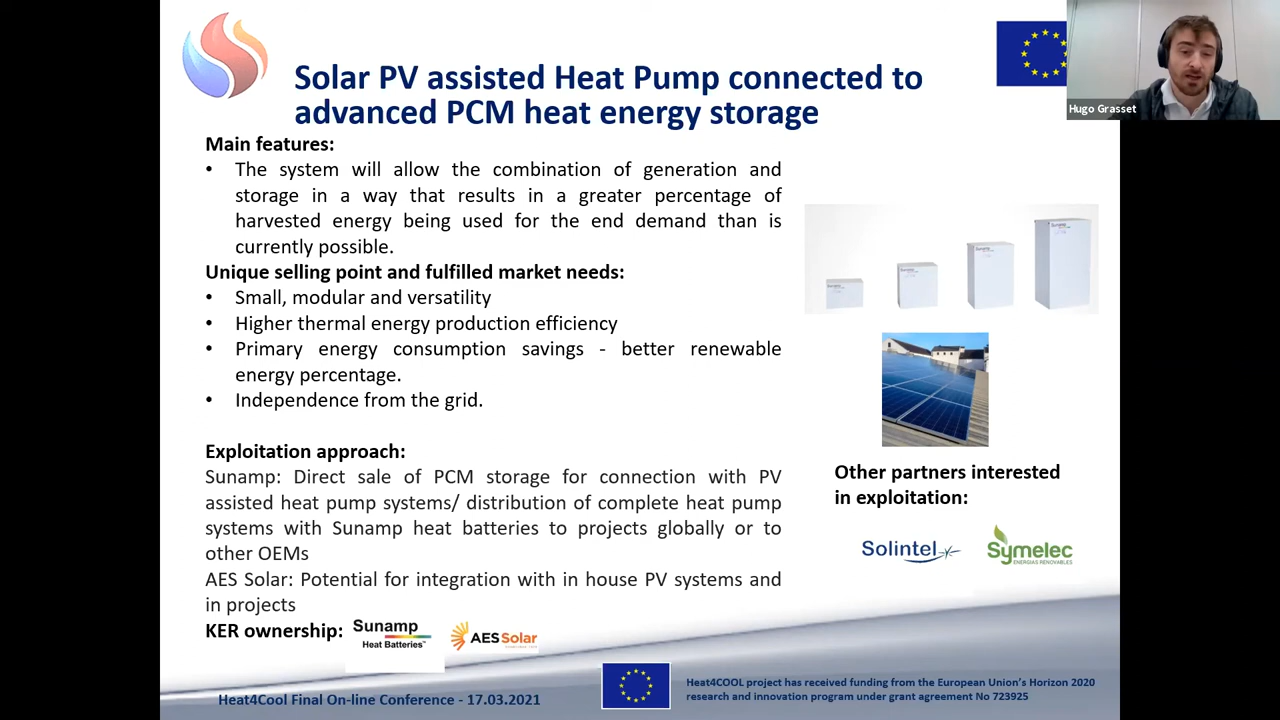 Solar PV assisted Heat Pump connected to
advanced PCM heat energy storage
Hugo Grasset
Main features:
• The system will allow the combination of generation and
storage in a way that results in a greater percentage of
harvested energy being used for the end demand than is
currently possible.
Unique selling point and fulfilled market needs:
• Small, modular and versatility
• Higher thermal energy production efficiency
• Primary energy consumption savings - better renewable
energy percentage.
• Independence from the grid.
Exploitation approach:
Sunamp: Direct sale of PCM storage for connection with PV
assisted heat pump systems/ distribution of complete heat pump
systems with Sunamp heat batteries to projects globally or to
other OEMs
AES Solar: Potential for integration with in house PV systems and
in projects
KER ownership:
Sunamp
Heat Batteries™
AES Solar
Sunamp
Sunamp
Sunamp
Sunamp
Other partners interested
in exploitation:
Solintel
Symelec
ENERGÍAS RENOVABLES
Heat4Cool Final On-line Conference - 17.03.2021
Heat4COOL project has received funding from the European Union's Horizon 2020
research and innovation program under grant agreement No 723925